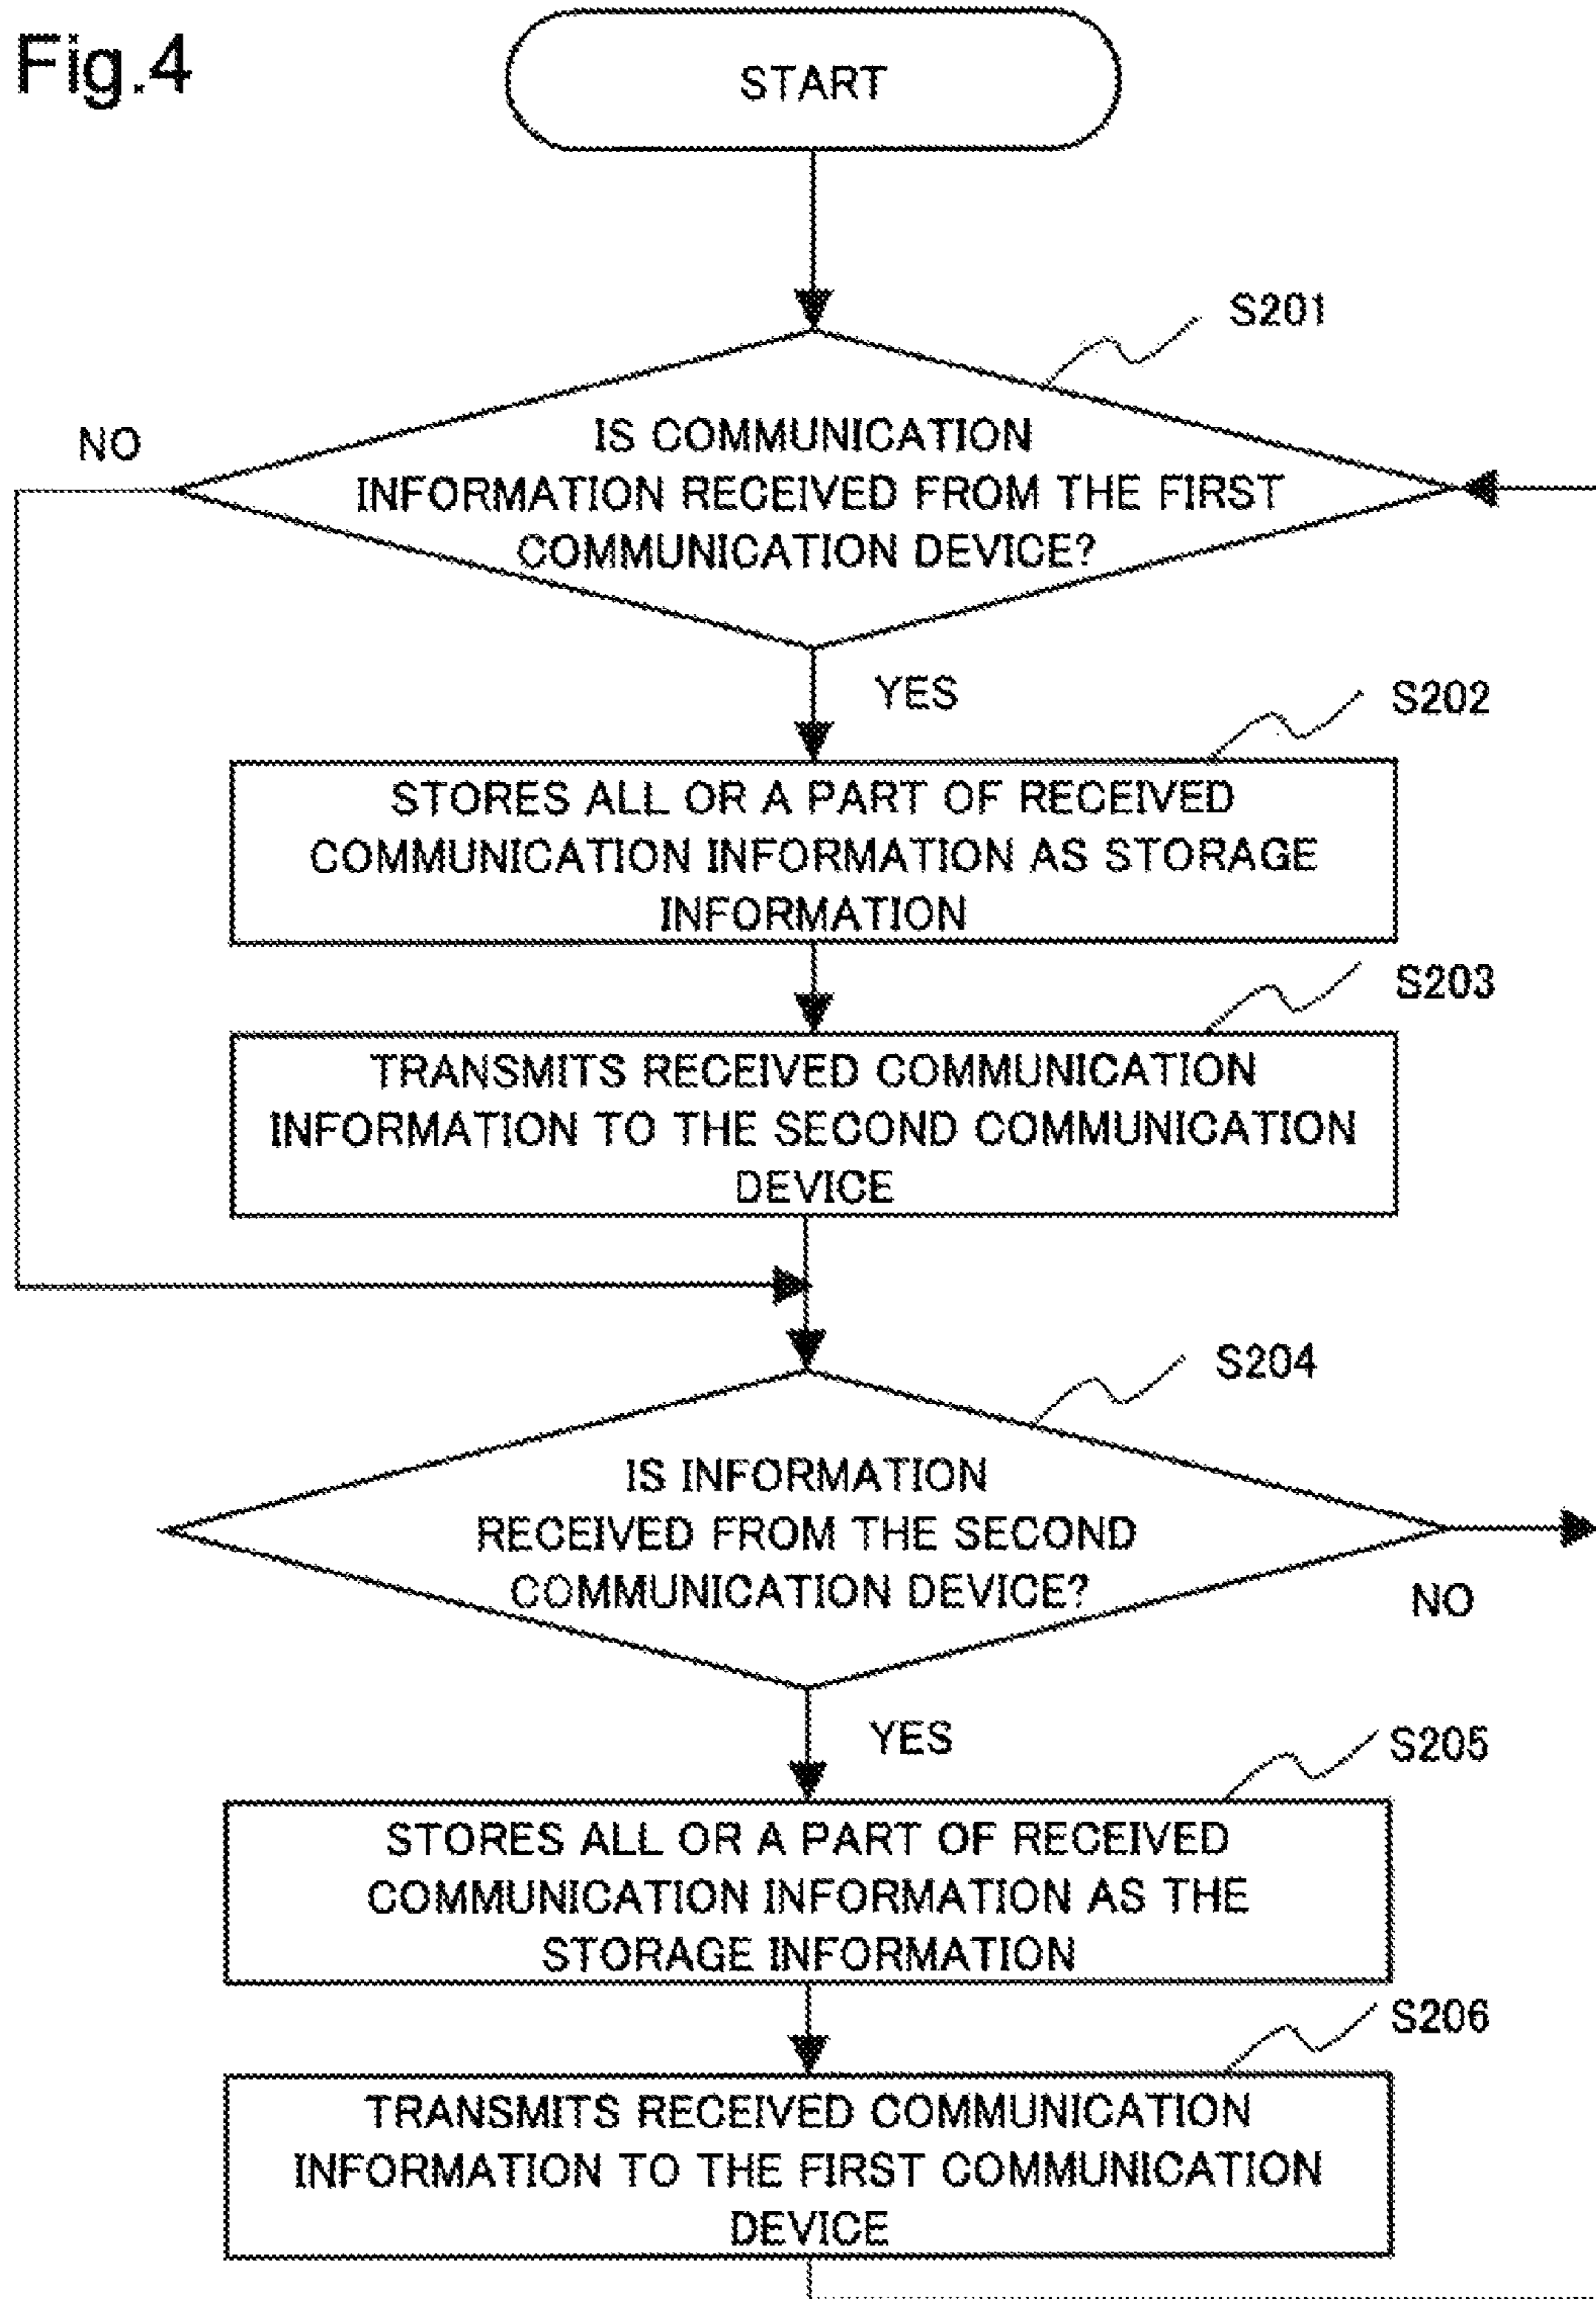 Fig.4
START
S201
NO
IS COMMUNICATION
INFORMATION RECEIVED FROM THE FIRST
COMMUNICATION DEVICE?
YES
S202
STORES ALL OR A PART OF RECEIVED
COMMUNICATION INFORMATION AS STORAGE
INFORMATION
S203
TRANSMITS RECEIVED COMMUNICATION
INFORMATION TO THE SECOND COMMUNICATION
DEVICE
S204
IS INFORMATION
RECEIVED FROM THE SECOND
COMMUNICATION DEVICE?
NO
YES
S205
STORES ALL OR A PART OF RECEIVED
COMMUNICATION INFORMATION AS THE
STORAGE INFORMATION
S206
TRANSMITS RECEIVED COMMUNICATION
INFORMATION TO THE FIRST COMMUNICATION
DEVICE